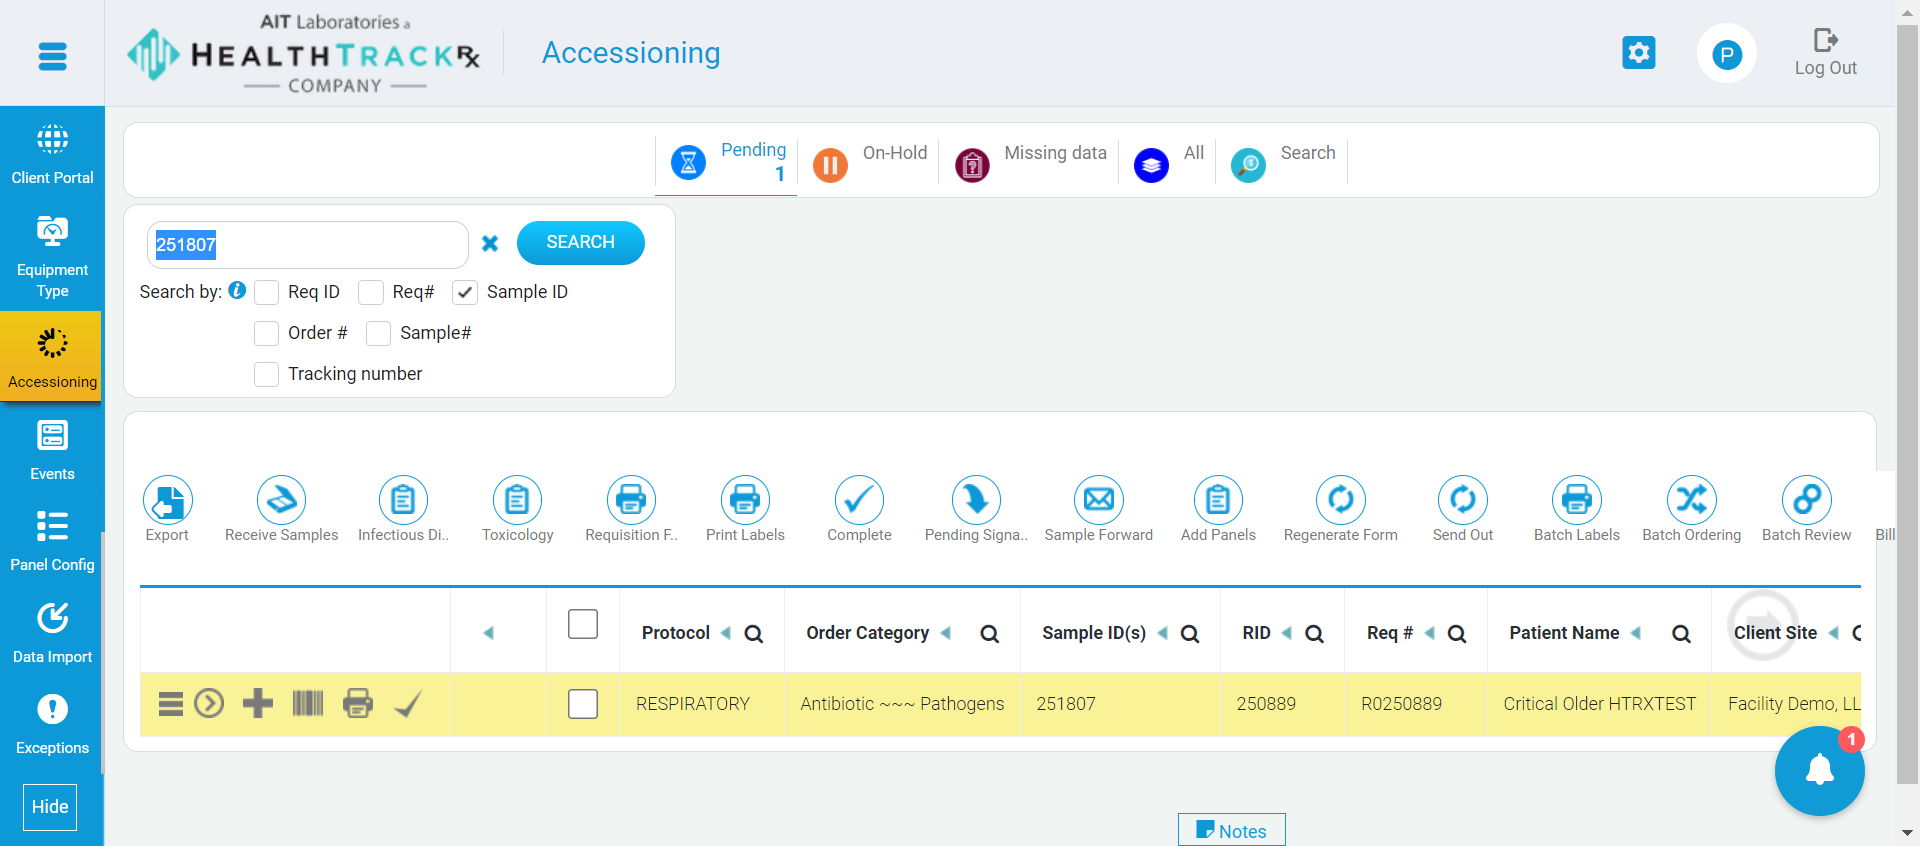 AIT Laboratories a
HEALTHTRACKRx
COMPANY
Accessioning
P
Log Out
Client Portal
Equipment
Type
Accessioning
Events
Panel Config
Data Import
Exceptions
Hide
Pending
1
On-Hold
Missing data
All
Search
251807
SEARCH
Search by: i Req ID Req# Sample ID
Order # Sample#
Tracking number
Export Receive Samples Infectious Di.. Toxicology Requisition F.. Print Labels Complete Pending Signa.. Sample Forward Add Panels Regenerate Form Send Out Batch Labels Batch Ordering Batch Review Bill
Protocol Order Category Sample ID(s) RID Req # Patient Name Client Site
RESPIRATORY Antibiotic ~~~ Pathogens 251807 250889 R0250889 Critical Older HTRXTEST Facility Demo, LL
1
Notes